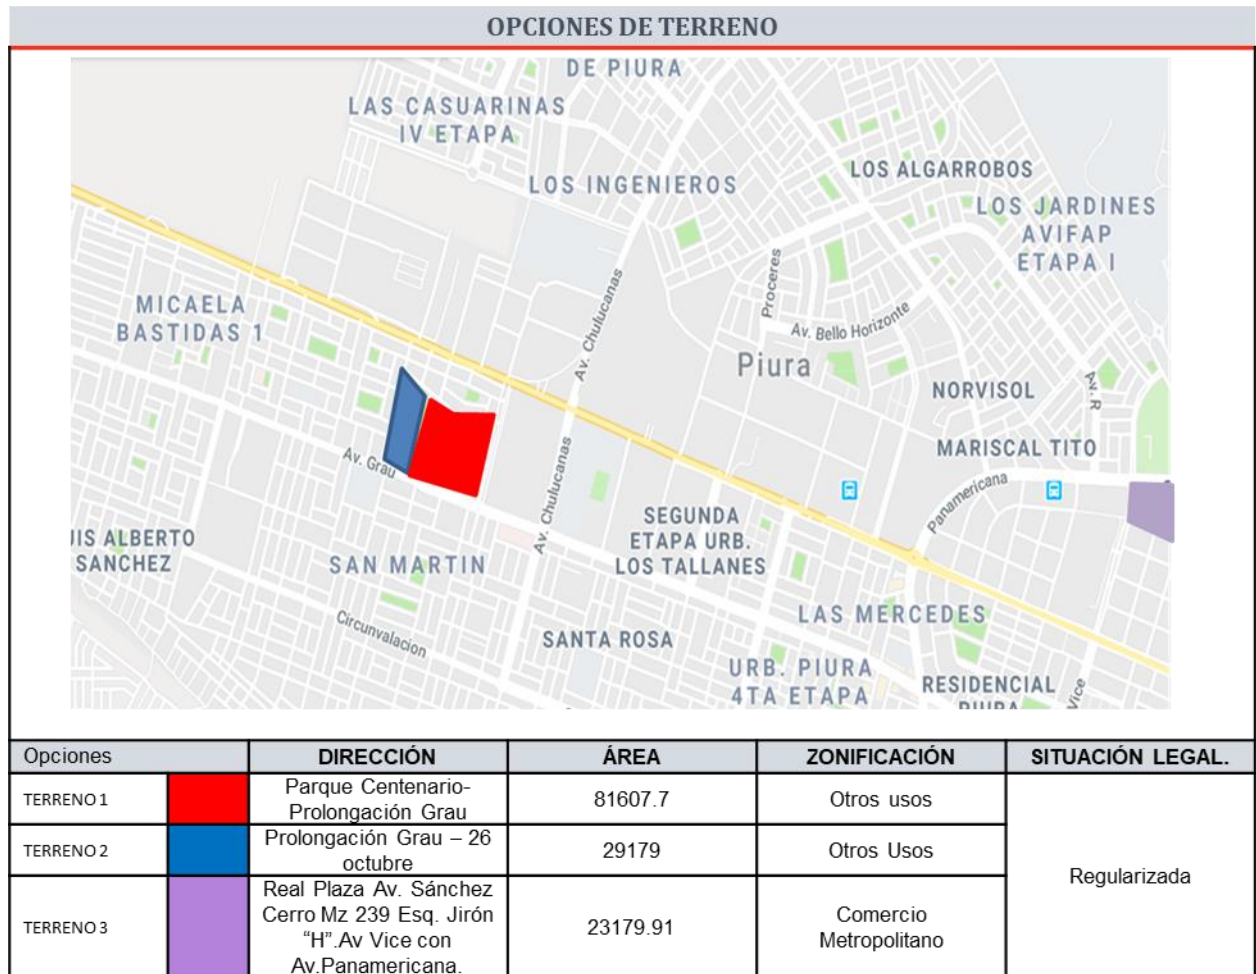 OPCIONES DE TERRENO
DE PIURA
LAS CASUARINAS
IV ETAPA
LOS INGENIEROS
LOS ALGARROBOS
LOS JARDINES
AVIFAP
ETAPA I
Proceres
Av. Chulucanas
MICAELA
BASTIDAS 1
Av. Bello Horizonte
Piura
NORVISOL
Av. R
MARISCAL TITO
Av. Grau
Av. Chulucanas
Panamericana
SEGUNDA
ETAPA URB.
LOS TALLANES
UIS ALBERTO
SANCHEZ
SAN MARTIN
LAS MERCEDES
Circunvalacion
SANTA ROSA
URB. PIURA
4TA ETAPA
RESIDENCIAL
PIURA
Vice
Opciones DIRECCIÓN ÁREA ZONIFICACIÓN SITUACIÓN LEGAL.
TERRENO 1 Parque Centenario-
Prolongación Grau 81607.7 Otros usos
TERRENO 2 Prolongación Grau – 26
octubre 29179 Otros Usos
Regularizada
TERRENO 3 Real Plaza Av. Sánchez
Cerro Mz 239 Esq. Jirón
"H".Av Vice con
Av.Panamericana.
23179.91
Comercio
Metropolitano